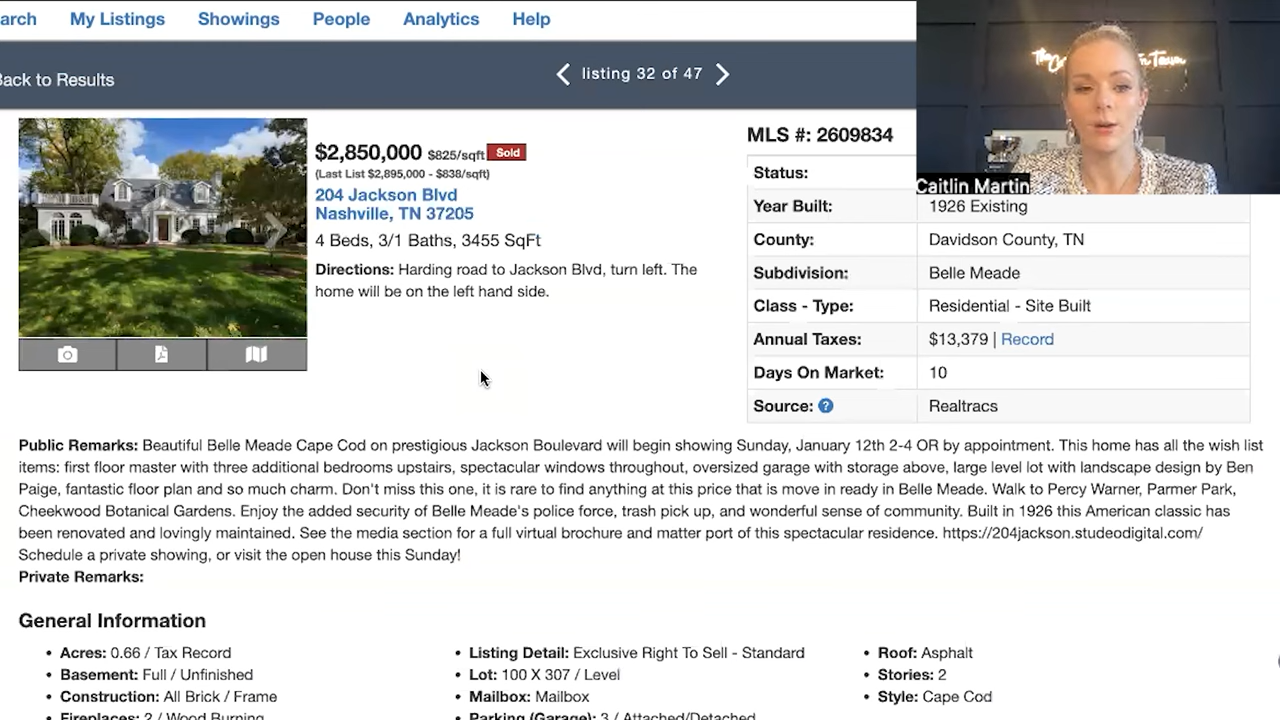 arch My Listings Showings People Analytics Help
Back to Results
listing 32 of 47
$2,850,000 $825/sqft Sold
(Last List $2,895,000 - $838/sqft)
204 Jackson Blvd
Nashville, TN 37205
4 Beds, 3/1 Baths, 3455 SqFt
Directions: Harding road to Jackson Blvd, turn left. The
home will be on the left hand side.
MLS #: 2609834
Status:
Year Built: 1926 Existing
County: Davidson County, TN
Subdivision: Belle Meade
Class - Type: Residential - Site Built
Annual Taxes: $13,379 | Record
Days On Market: 10
Source: ? Realtracs
The
Team
Caitlin Martin
Public Remarks: Beautiful Belle Meade Cape Cod on prestigious Jackson Boulevard will begin showing Sunday, January 12th 2-4 OR by appointment. This home has all the wish list
items: first floor master with three additional bedrooms upstairs, spectacular windows throughout, oversized garage with storage above, large level lot with landscape design by Ben
Paige, fantastic floor plan and so much charm. Don't miss this one, it is rare to find anything at this price that is move in ready in Belle Meade. Walk to Percy Warner, Parmer Park,
Cheekwood Botanical Gardens. Enjoy the added security of Belle Meade's police force, trash pick up, and wonderful sense of community. Built in 1926 this American classic has
been renovated and lovingly maintained. See the media section for a full virtual brochure and matter port of this spectacular residence. https://204jackson.studeodigital.com/
Schedule a private showing, or visit the open house this Sunday!
Private Remarks:
General Information
• Acres: 0.66 / Tax Record
• Basement: Full / Unfinished
• Construction: All Brick / Frame
• Fireplaces: 2 / Wood Burning
• Listing Detail: Exclusive Right To Sell - Standard
• Lot: 100 X 307 / Level
• Mailbox: Mailbox
• Parking (Garage): 3 / Attached/Detached
• Roof: Asphalt
• Stories: 2
• Style: Cape Cod